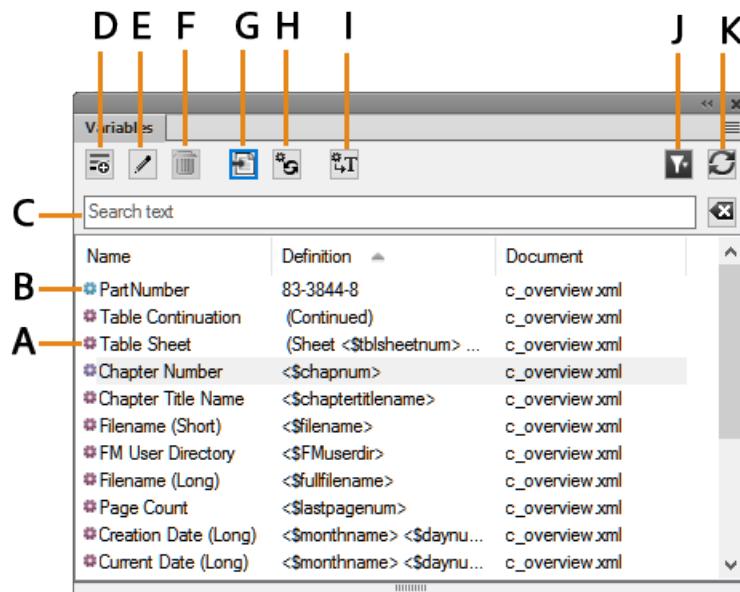 D E F G H I J K
Variables
C Search text
Name Definition Document
B PartNumber 83-3844-8 c_overview.xml
Table Continuation (Continued) c_overview.xml
A Table Sheet (Sheet <$tblsheetnum> ... c_overview.xml
Chapter Number <$chapnum> c_overview.xml
Chapter Title Name <$chaptertitlename> c_overview.xml
Filename (Short) <$filename> c_overview.xml
FM User Directory <$FMuserdir> c_overview.xml
Filename (Long) <$fullfilename> c_overview.xml
Page Count <$lastpagenum> c_overview.xml
Creation Date (Long) <$monthname> <$daynu... c_overview.xml
Current Date (Long) <$monthname> <$daynu... c_overview.xml